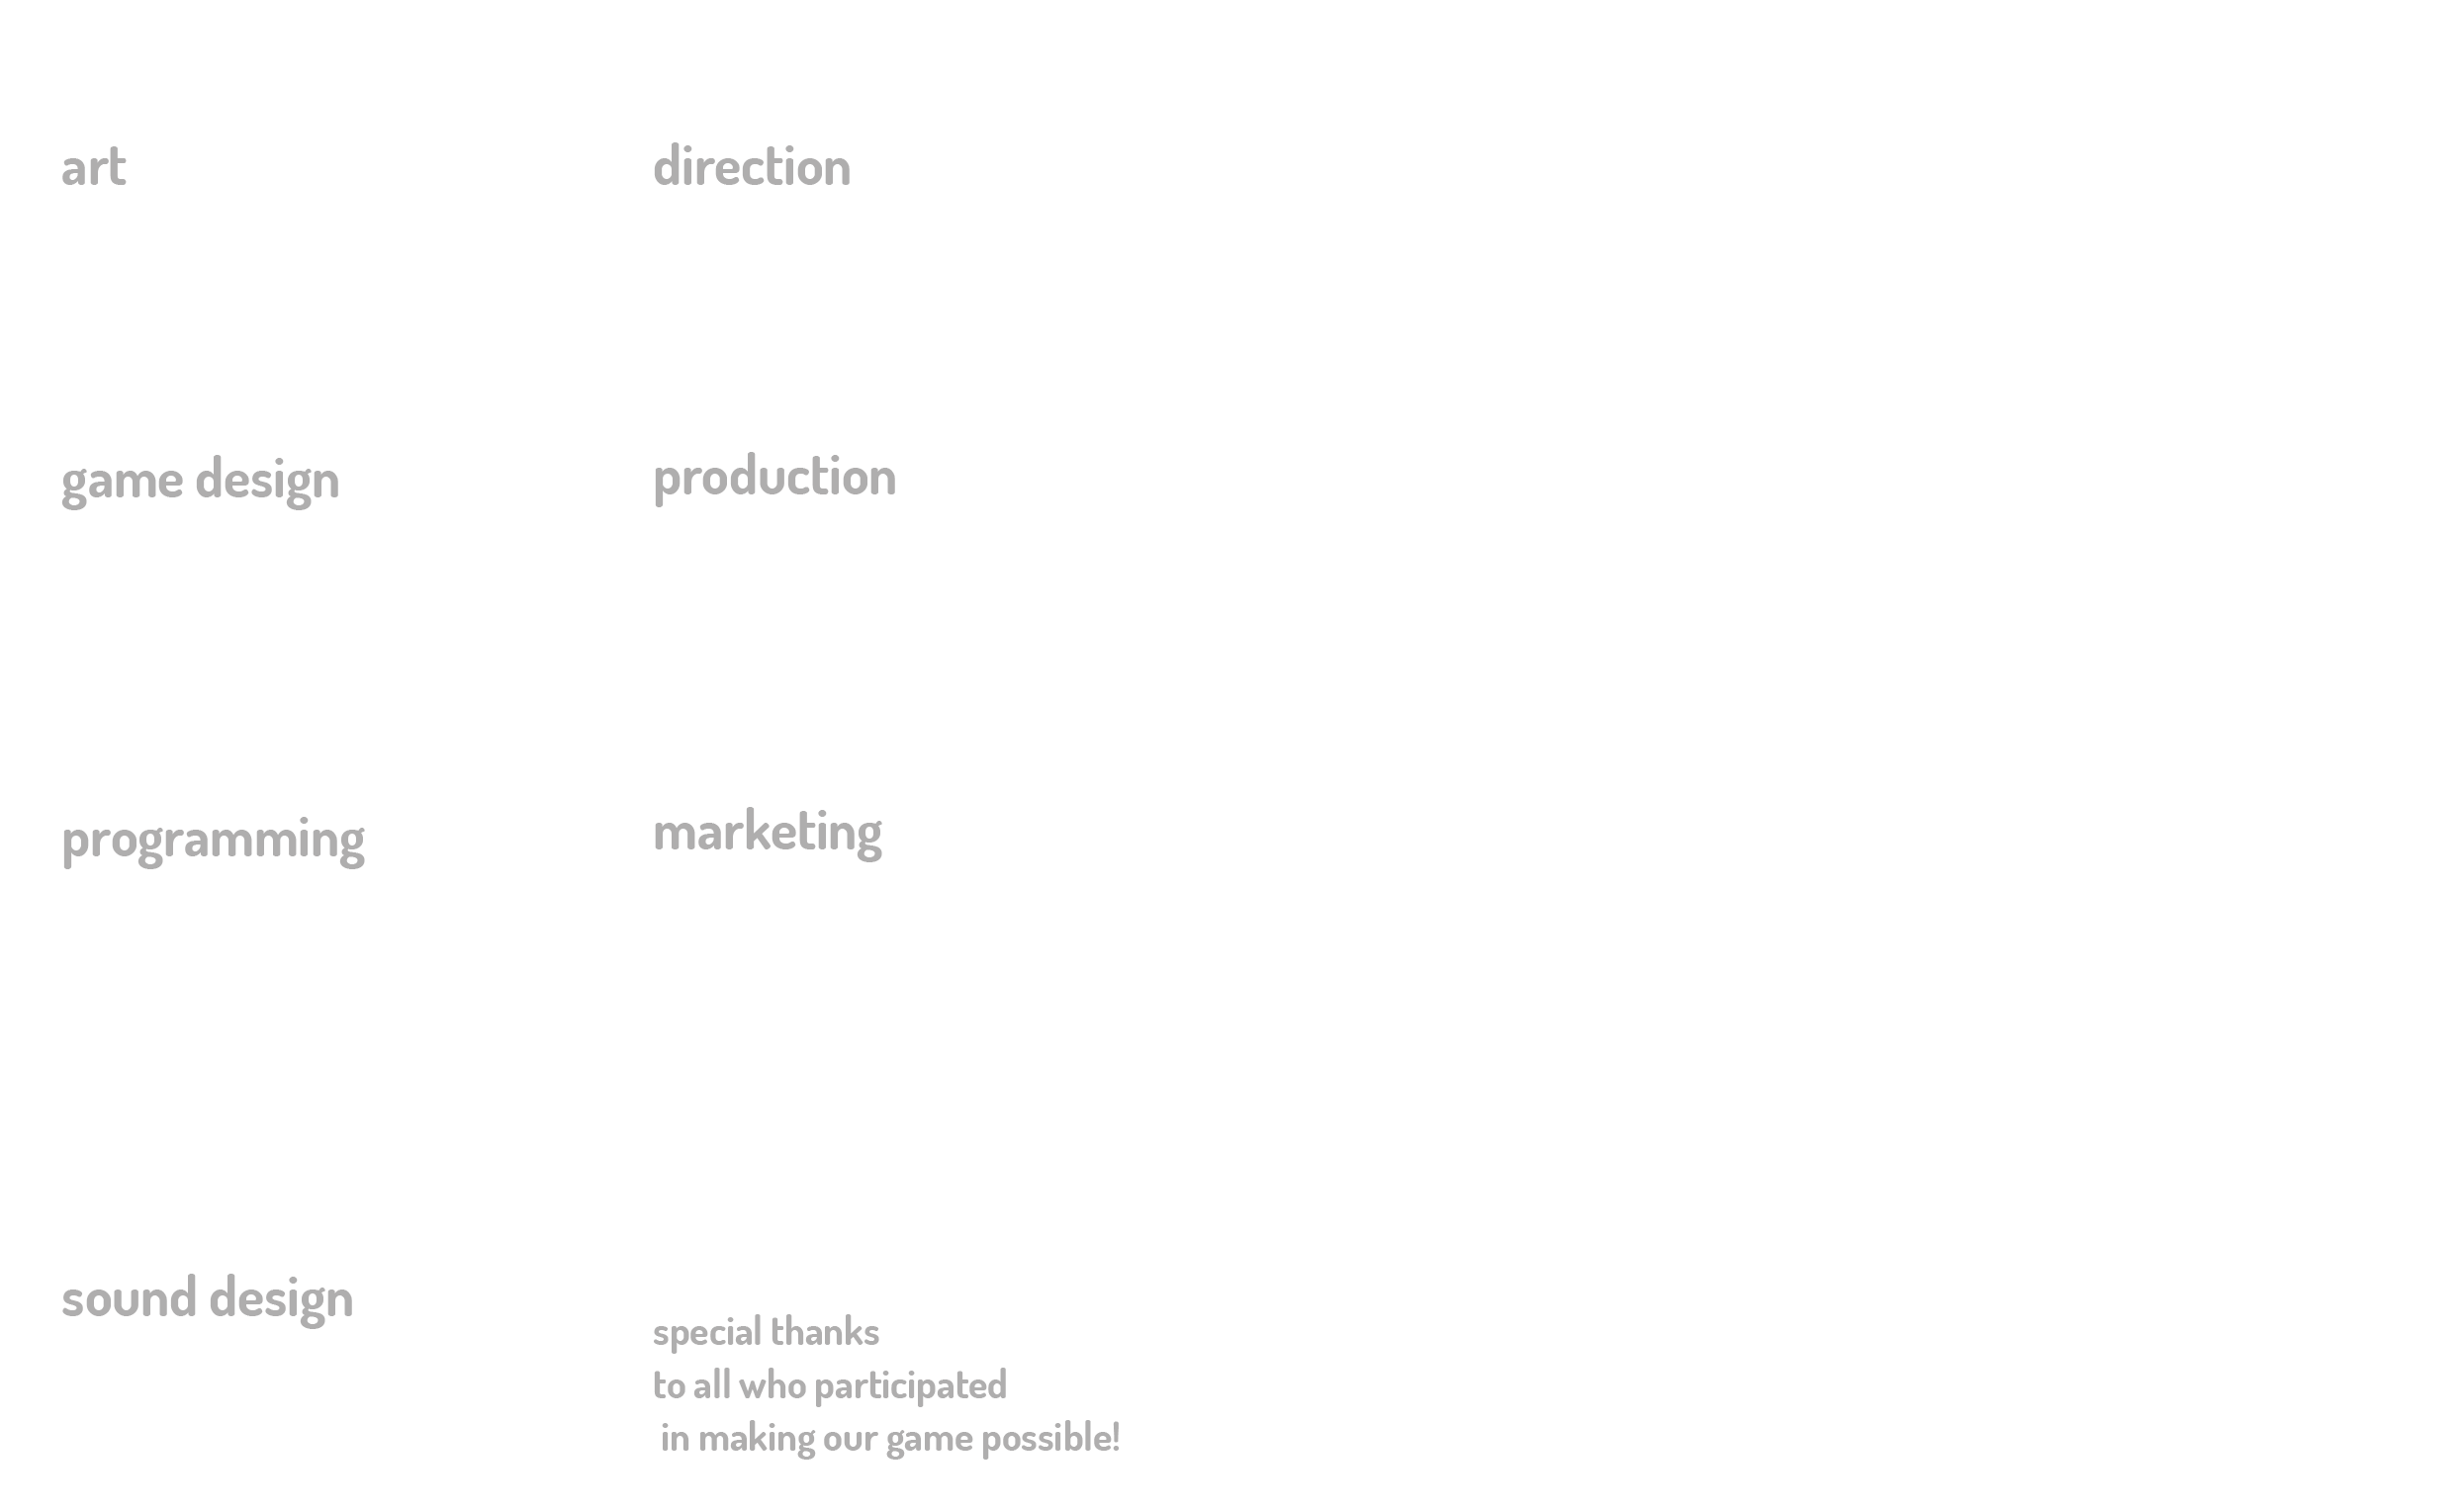 art
direction
game design
production
programming
marketing
sound design
special thanks
to all who participated
in making our game possible!